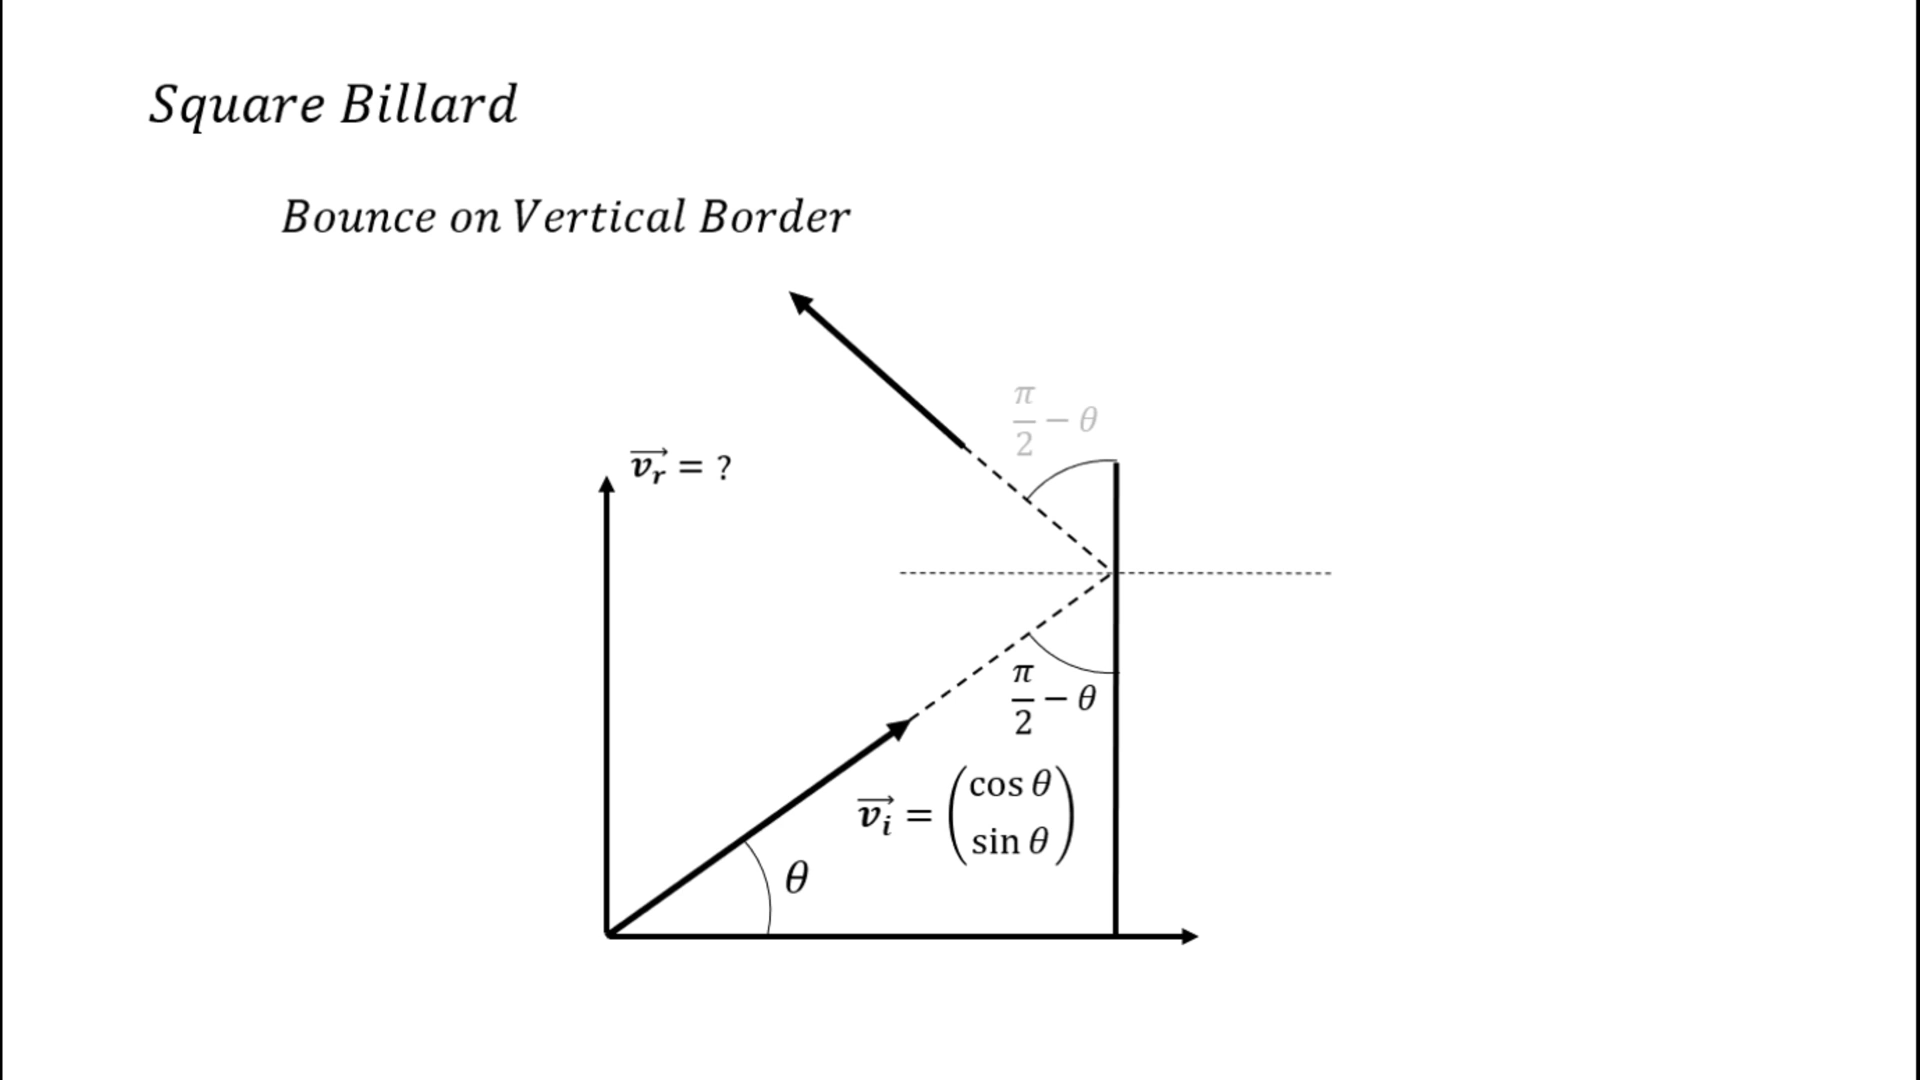 Square Billard
Bounce on Vertical Border
π/2 − θ
v⃗ᵣ = ?
π/2 − θ
v⃗ᵢ = (cos θ
sin θ)
θ